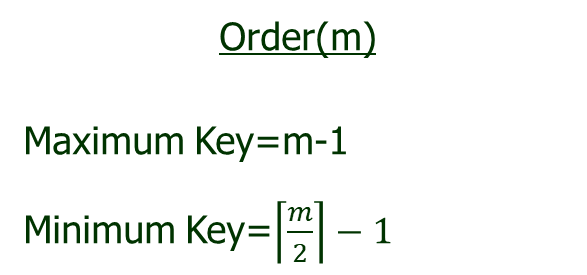 Order(m)
Maximum Key=m-1
Minimum Key=⌈m/2⌉ − 1